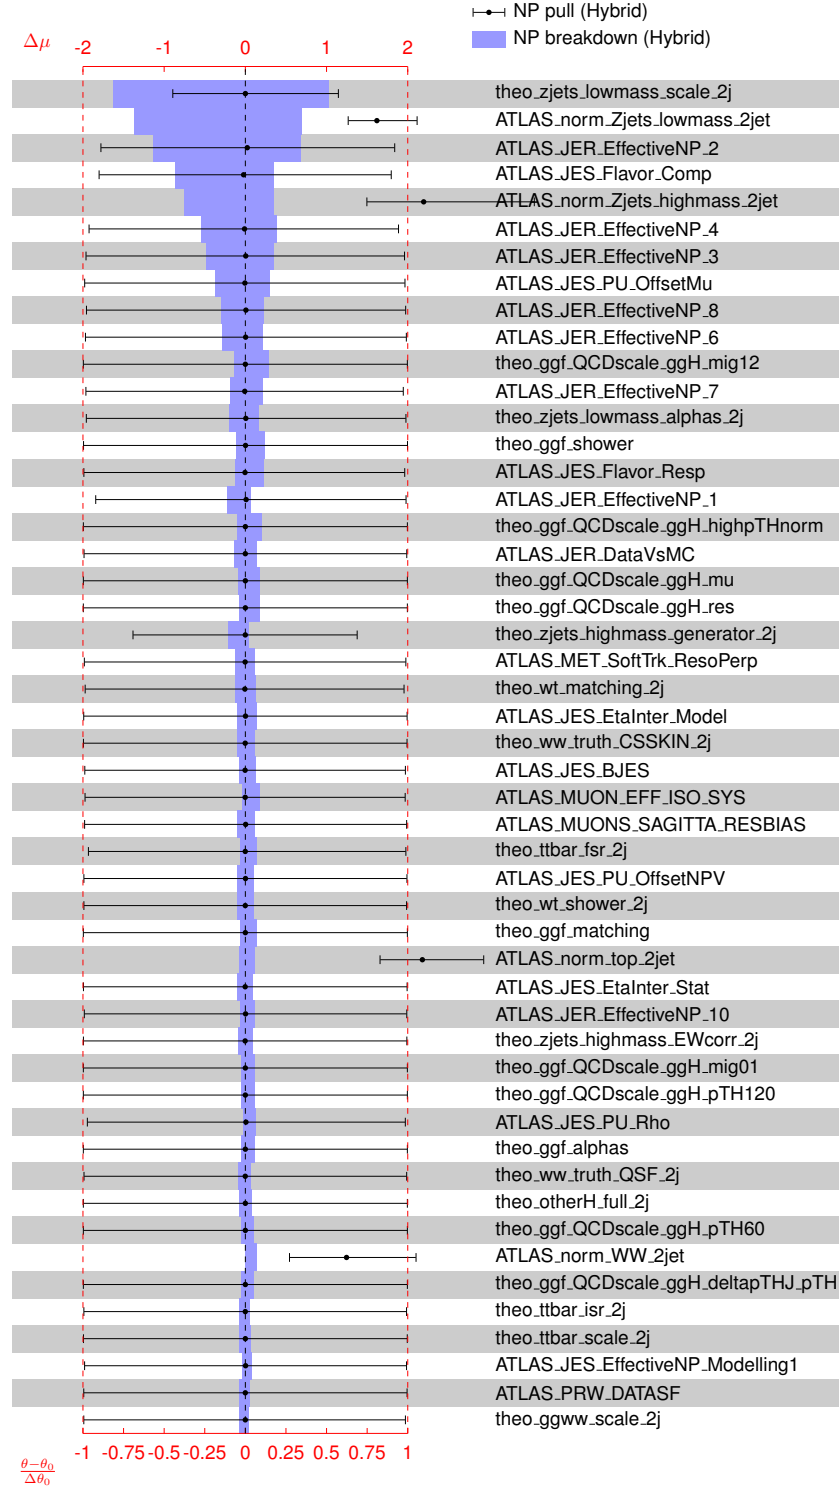 NP pull (Hybrid)
NP breakdown (Hybrid)
Δμ -2 -1 0 1 2
theo_zjets_lowmass_scale_2j
ATLAS_norm_Zjets_lowmass_2jet
ATLAS_JER_EffectiveNP_2
ATLAS_JES_Flavor_Comp
ATLAS_norm_Zjets_highmass_2jet
ATLAS_JER_EffectiveNP_4
ATLAS_JER_EffectiveNP_3
ATLAS_JES_PU_OffsetMu
ATLAS_JER_EffectiveNP_8
ATLAS_JER_EffectiveNP_6
theo_ggf_QCDscale_ggH_mig12
ATLAS_JER_EffectiveNP_7
theo_zjets_lowmass_alphas_2j
theo_ggf_shower
ATLAS_JES_Flavor_Resp
ATLAS_JER_EffectiveNP_1
theo_ggf_QCDscale_ggH_highpTHnorm
ATLAS_JER_DataVsMC
theo_ggf_QCDscale_ggH_mu
theo_ggf_QCDscale_ggH_res
theo_zjets_highmass_generator_2j
ATLAS_MET_SoftTrk_ResoPerp
theo_wt_matching_2j
ATLAS_JES_EtaInter_Model
theo_ww_truth_CSSKIN_2j
ATLAS_JES_BJES
ATLAS_MUON_EFF_ISO_SYS
ATLAS_MUONS_SAGITTA_RESBIAS
theo_ttbar_fsr_2j
ATLAS_JES_PU_OffsetNPV
theo_wt_shower_2j
theo_ggf_matching
ATLAS_norm_top_2jet
ATLAS_JES_EtaInter_Stat
ATLAS_JER_EffectiveNP_10
theo_zjets_highmass_EWcorr_2j
theo_ggf_QCDscale_ggH_mig01
theo_ggf_QCDscale_ggH_pTH120
ATLAS_JES_PU_Rho
theo_ggf_alphas
theo_ww_truth_QSF_2j
theo_otherH_full_2j
theo_ggf_QCDscale_ggH_pTH60
ATLAS_norm_WW_2jet
theo_ggf_QCDscale_ggH_deltapTHJ_pTH
theo_ttbar_isr_2j
theo_ttbar_scale_2j
ATLAS_JES_EffectiveNP_Modelling1
ATLAS_PRW_DATASF
theo_ggww_scale_2j
-1 -0.75 -0.5 -0.25 0 0.25 0.5 0.75 1
θ−θ₀
Δθ₀